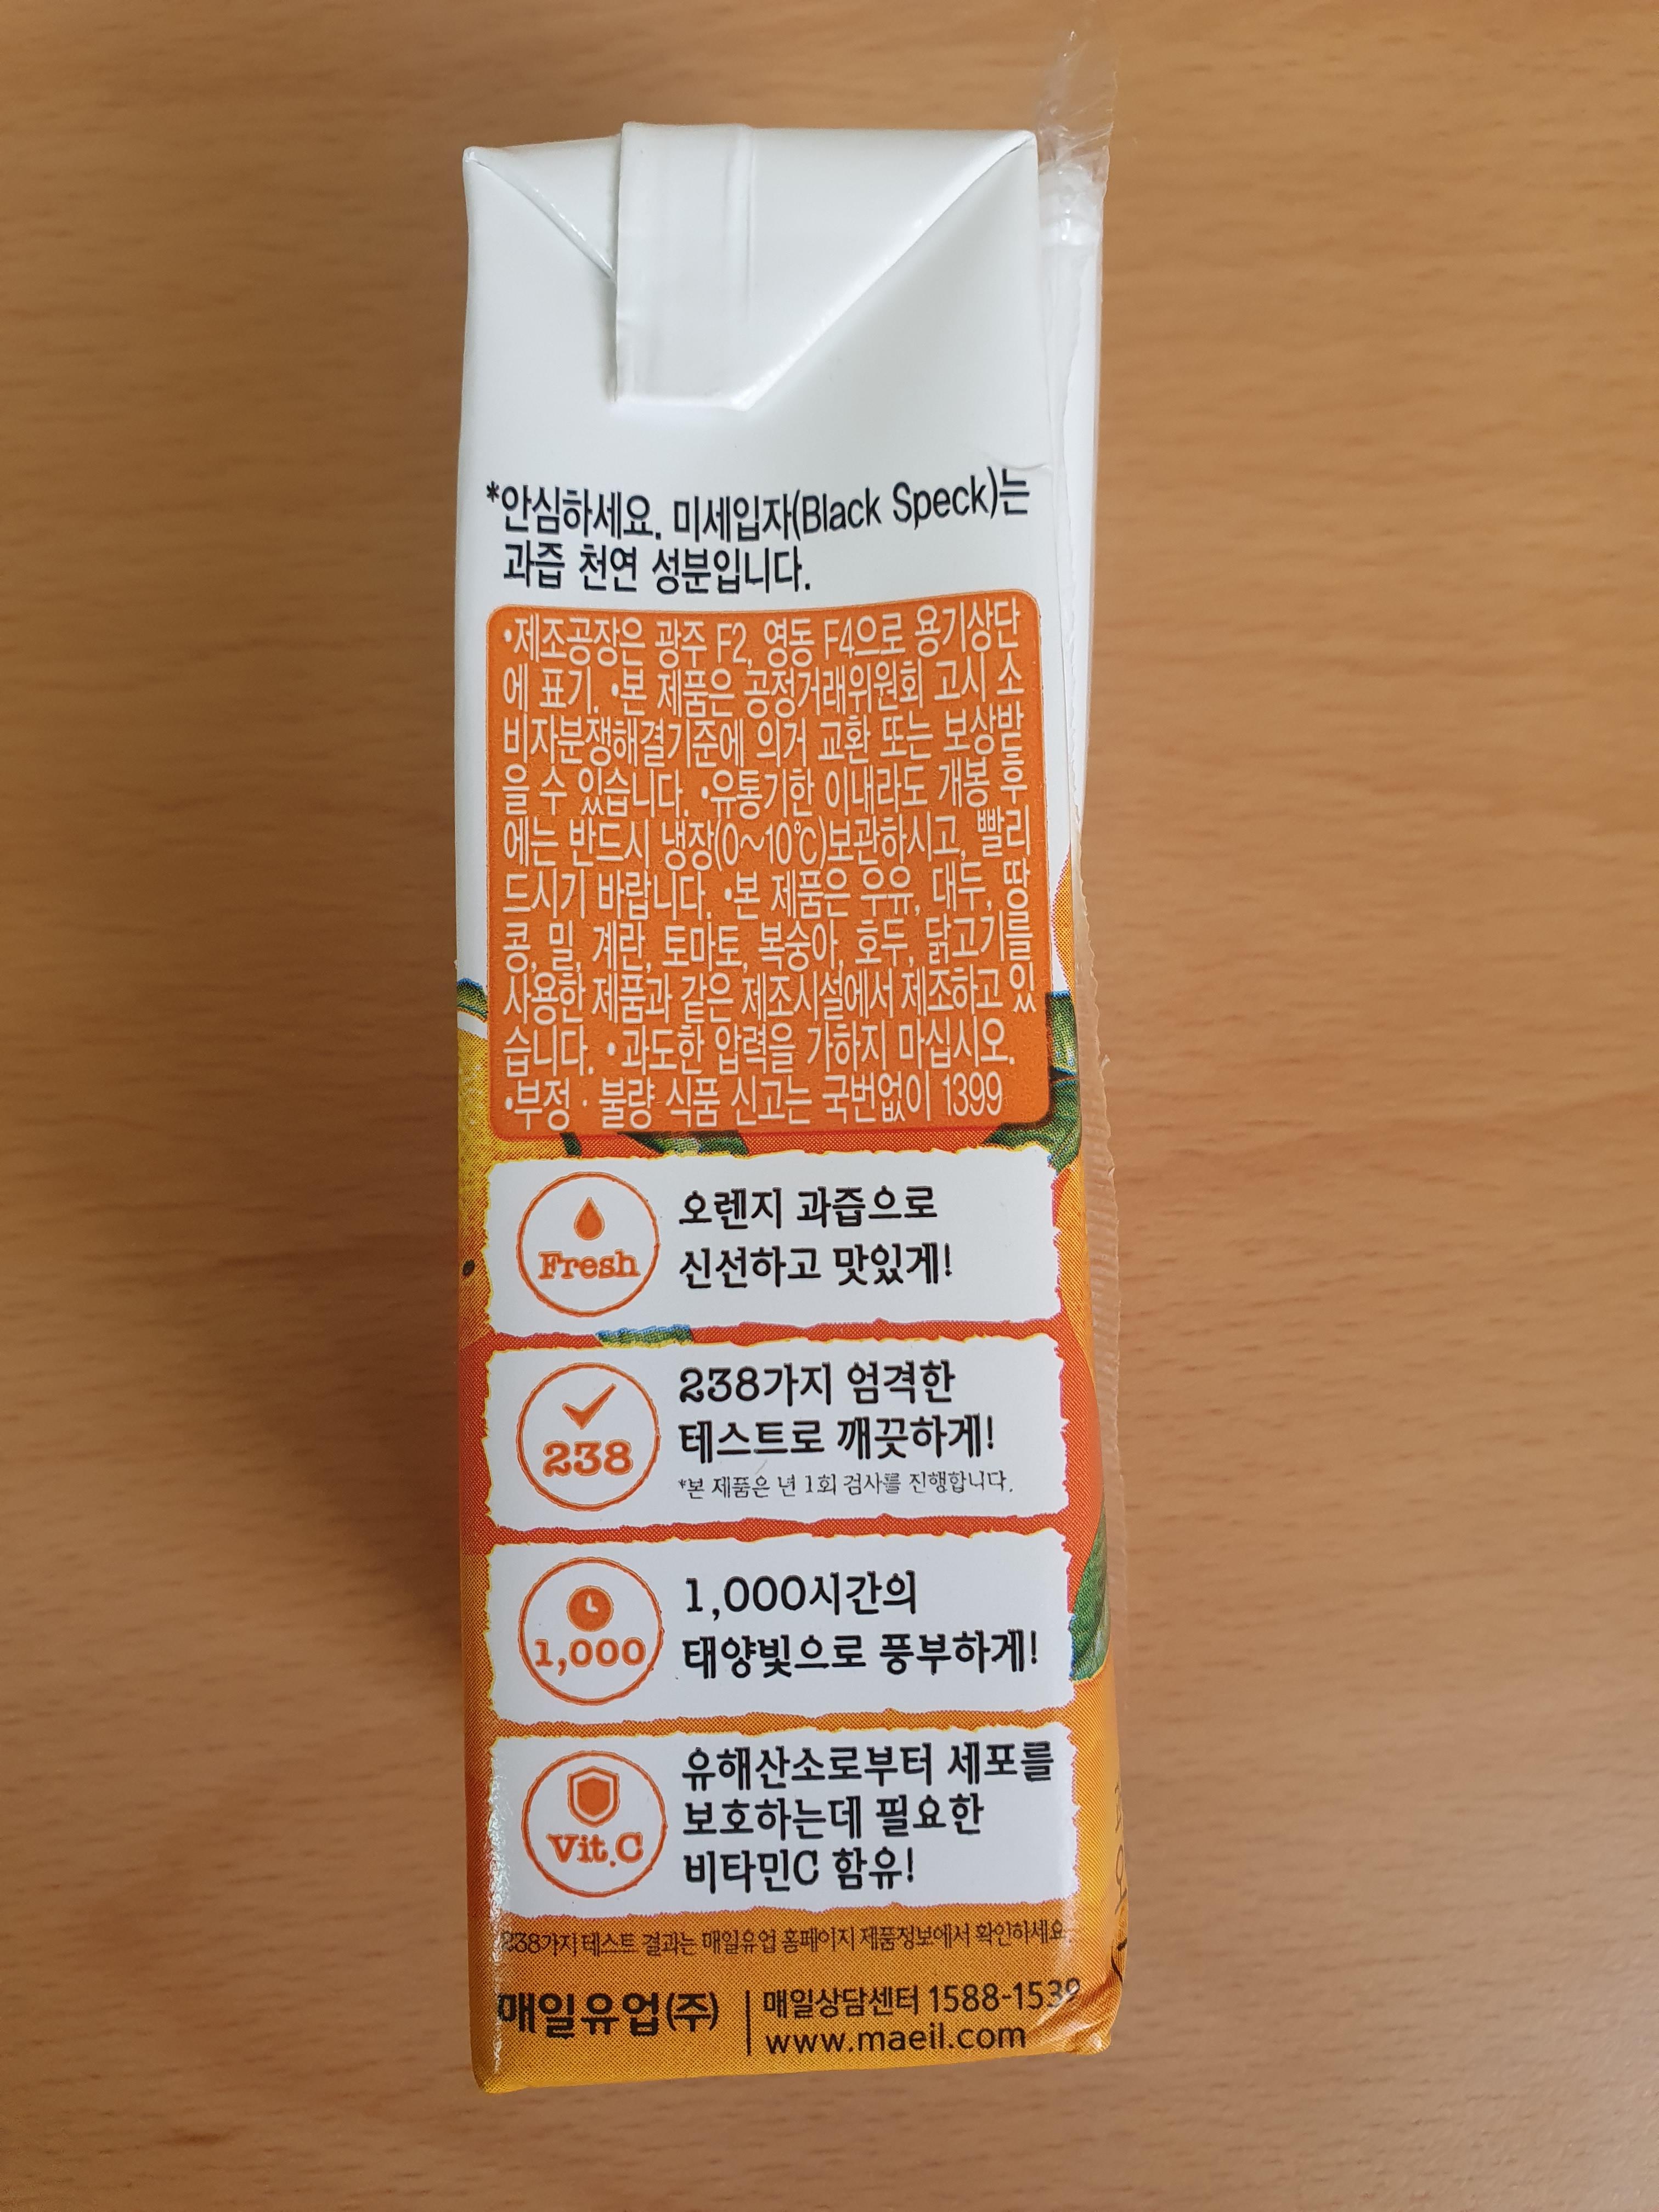 *안심하세요. 미세입자(Black Speck)는
과즙 천연 성분입니다.
•제조공장은 광주 F2, 영동 F4으로 용기상단
에 표기. •본 제품은 공정거래위원회 고시 소
비자분쟁해결기준에 의거 교환 또는 보상받
을 수 있습니다. •유통기한 이내라도 개봉 후
에는 반드시 냉장(0~10℃)보관하시고, 빨리
드시기 바랍니다. •본 제품은 우유, 대두, 땅
콩, 밀, 계란, 토마토, 복숭아, 호두, 닭고기를
사용한 제품과 같은 제조시설에서 제조하고 있
습니다. •과도한 압력을 가하지 마십시오.
•부정 · 불량 식품 신고는 국번없이 1399
Fresh
오렌지 과즙으로
신선하고 맛있게!
238
238가지 엄격한
테스트로 깨끗하게!
*본 제품은 년 1회 검사를 진행합니다.
1,000
1,000시간의
태양빛으로 풍부하게!
Vit.C
유해산소로부터 세포를
보호하는데 필요한
비타민C 함유!
238가지 테스트 결과는 매일유업 홈페이지 제품정보에서 확인하세요.
매일유업(주)
매일상담센터 1588-1539
www.maeil.com